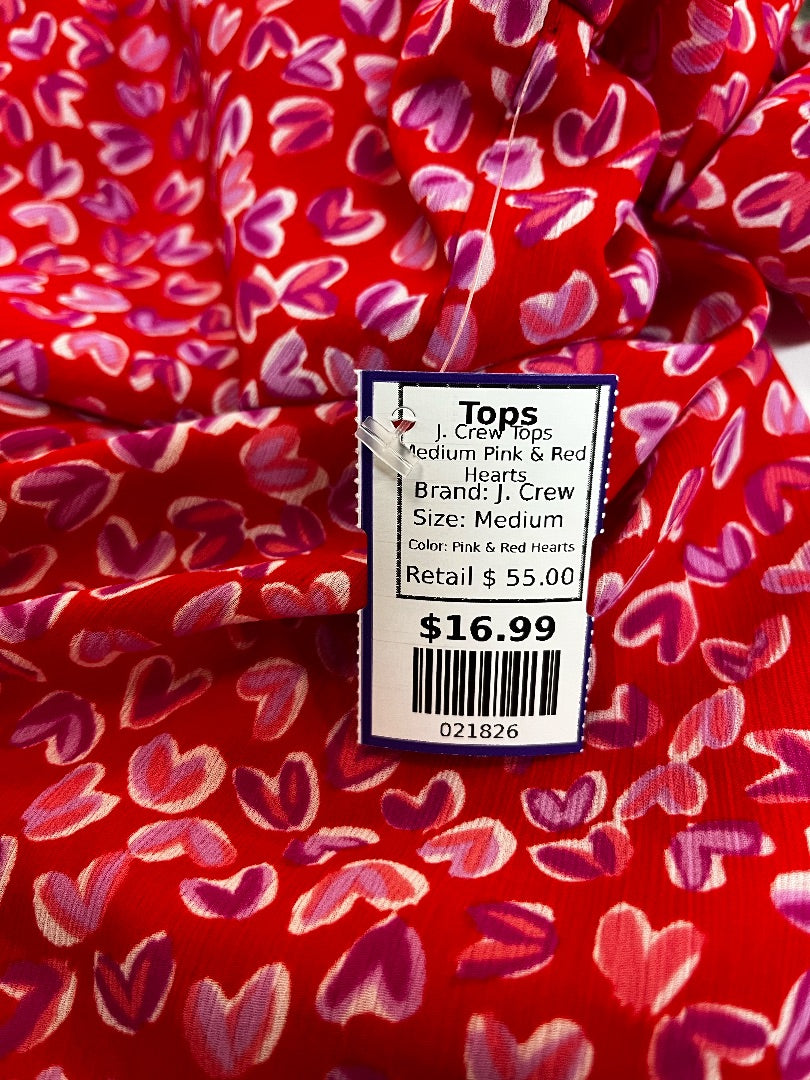 Tops
J. Crew Tops
Medium Pink & Red
Hearts
Brand: J. Crew
Size: Medium
Color: Pink & Red Hearts
Retail $ 55.00
$16.99
021826